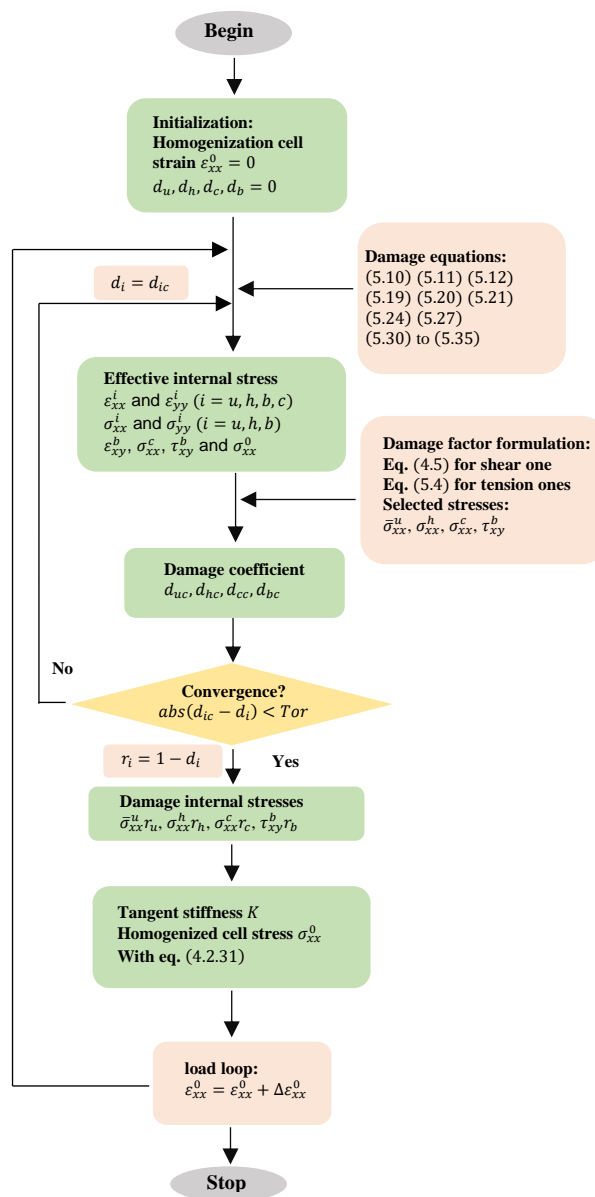 Begin
Initialization:
Homogenization cell
strain ε⁰ₓₓ = 0
d_u, d_h, d_c, d_b = 0
d_i = d_ic
Damage equations:
(5.10) (5.11) (5.12)
(5.19) (5.20) (5.21)
(5.24) (5.27)
(5.30) to (5.35)
Effective internal stress
ε_xx^i and ε_yy^i (i = u, h, b, c)
σ_xx^i and σ_yy^i (i = u, h, b)
ε_xy^b, σ_xx^c, τ_xy^b and σ_xx^0
Damage factor formulation:
Eq. (4.5) for shear one
Eq. (5.4) for tension ones
Selected stresses:
σ̄_xx^u, σ_xx^h, σ_xx^c, τ_xy^b
Damage coefficient
d_uc, d_hc, d_cc, d_bc
No
Convergence?
abs(d_ic − d_i) < Tor
r_i = 1 − d_i
Yes
Damage internal stresses
σ̄_xx^u r_u, σ_xx^h r_h, σ_xx^c r_c, τ_xy^b r_b
Tangent stiffness K
Homogenized cell stress σ_xx^0
With eq. (4.2.31)
load loop:
ε_xx^0 = ε_xx^0 + Δε_xx^0
Stop